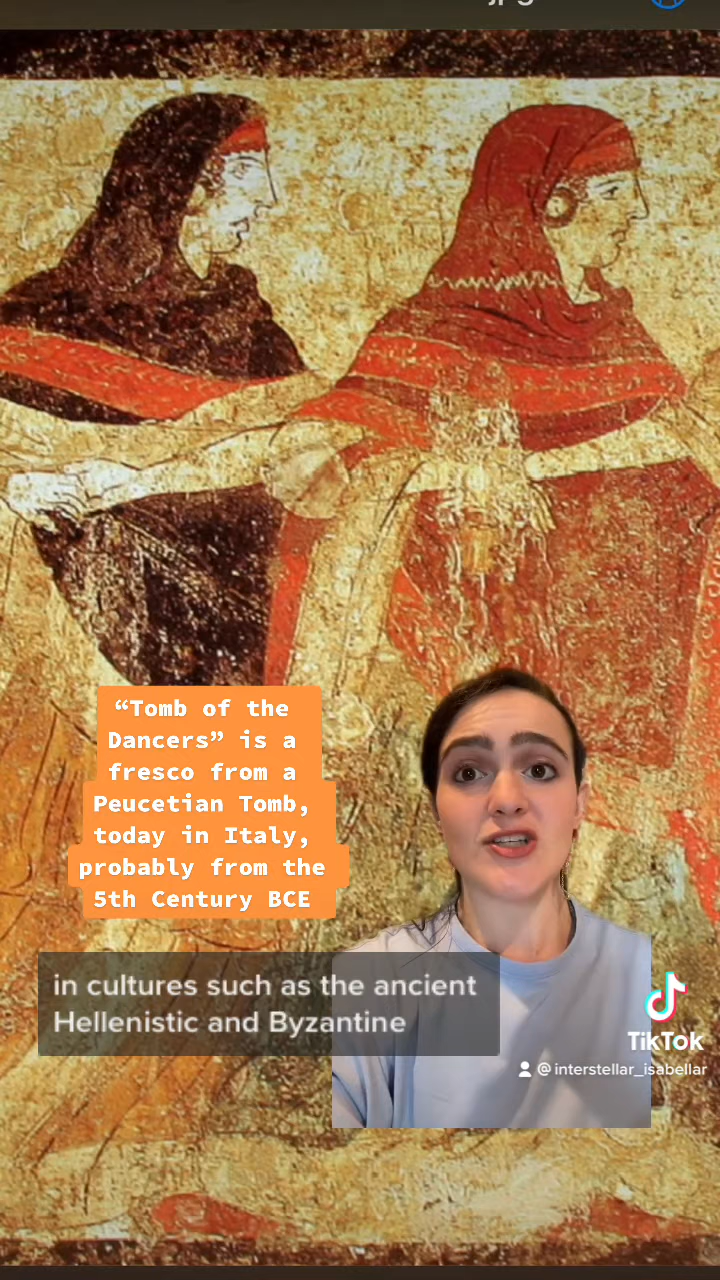 “Tomb of the
Dancers” is a
fresco from a
Peucetian Tomb,
today in Italy,
probably from the
5th Century BCE
in cultures such as the ancient
Hellenistic and Byzantine
TikTok
@interstellar_isabellar